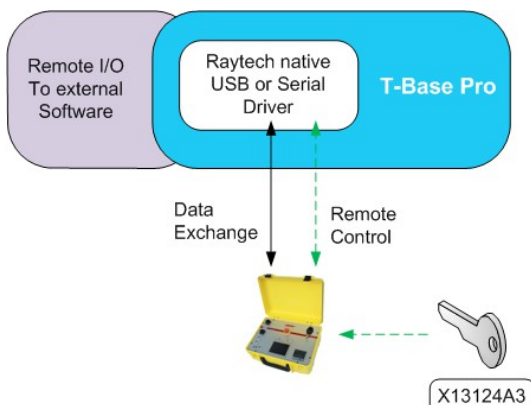 Remote I/O
To external
Software
Raytech native
USB or Serial
Driver
T-Base Pro
Data
Exchange
Remote
Control
X13124A3